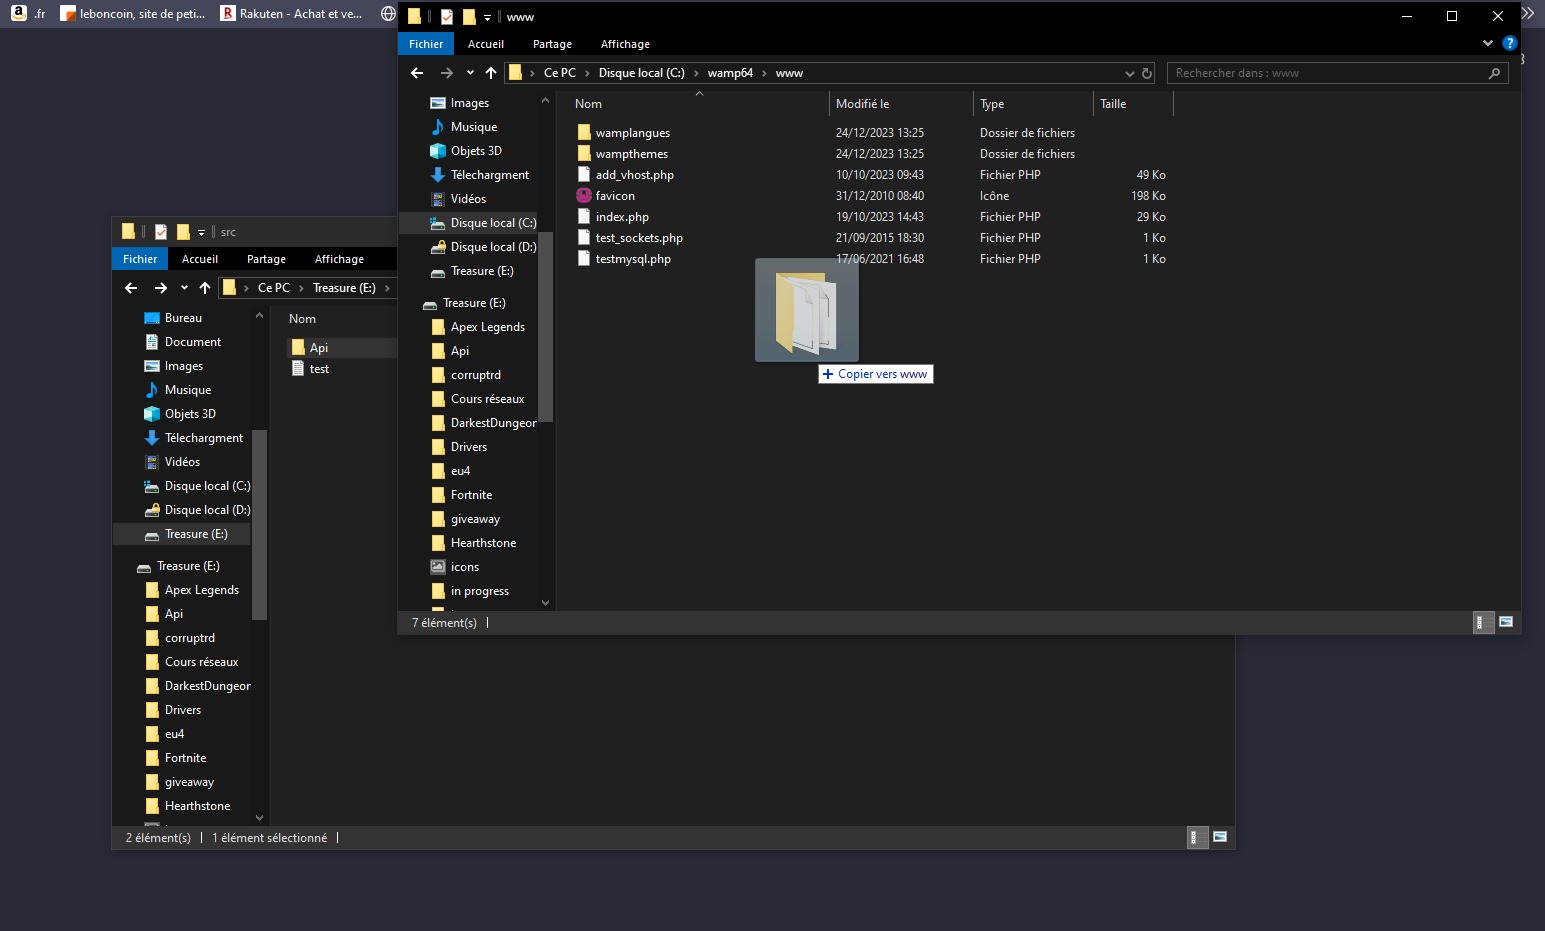 .fr leboncoin, site de peti... Rakuten - Achat et ve...
www
Fichier Accueil Partage Affichage
Ce PC > Disque local (C:) > wamp64 > www
Rechercher dans : www
Images
Musique
Objets 3D
Télechargment
Vidéos
Disque local (C:)
Disque local (D:)
Treasure (E:)
Treasure (E:)
Apex Legends
Api
corruptrd
Cours réseaux
DarkestDungeon
Drivers
eu4
Fortnite
giveaway
Hearthstone
icons
in progress
Nom Modifié le Type Taille
wamplangues 24/12/2023 13:25 Dossier de fichiers
wampthemes 24/12/2023 13:25 Dossier de fichiers
add_vhost.php 10/10/2023 09:43 Fichier PHP 49 Ko
favicon 31/12/2010 08:40 Icône 198 Ko
index.php 19/10/2023 14:43 Fichier PHP 29 Ko
test_sockets.php 21/09/2015 18:30 Fichier PHP 1 Ko
testmysql.php 17/06/2021 16:48 Fichier PHP 1 Ko
+ Copier vers www
7 élément(s)
src
Fichier Accueil Partage Affichage
Ce PC > Treasure (E:) >
Bureau
Document
Images
Musique
Objets 3D
Télechargment
Vidéos
Disque local (C:)
Disque local (D:)
Treasure (E:)
Treasure (E:)
Apex Legends
Api
corruptrd
Cours réseaux
DarkestDungeon
Drivers
eu4
Fortnite
giveaway
Hearthstone
Nom
Api
test
2 élément(s) 1 élément sélectionné